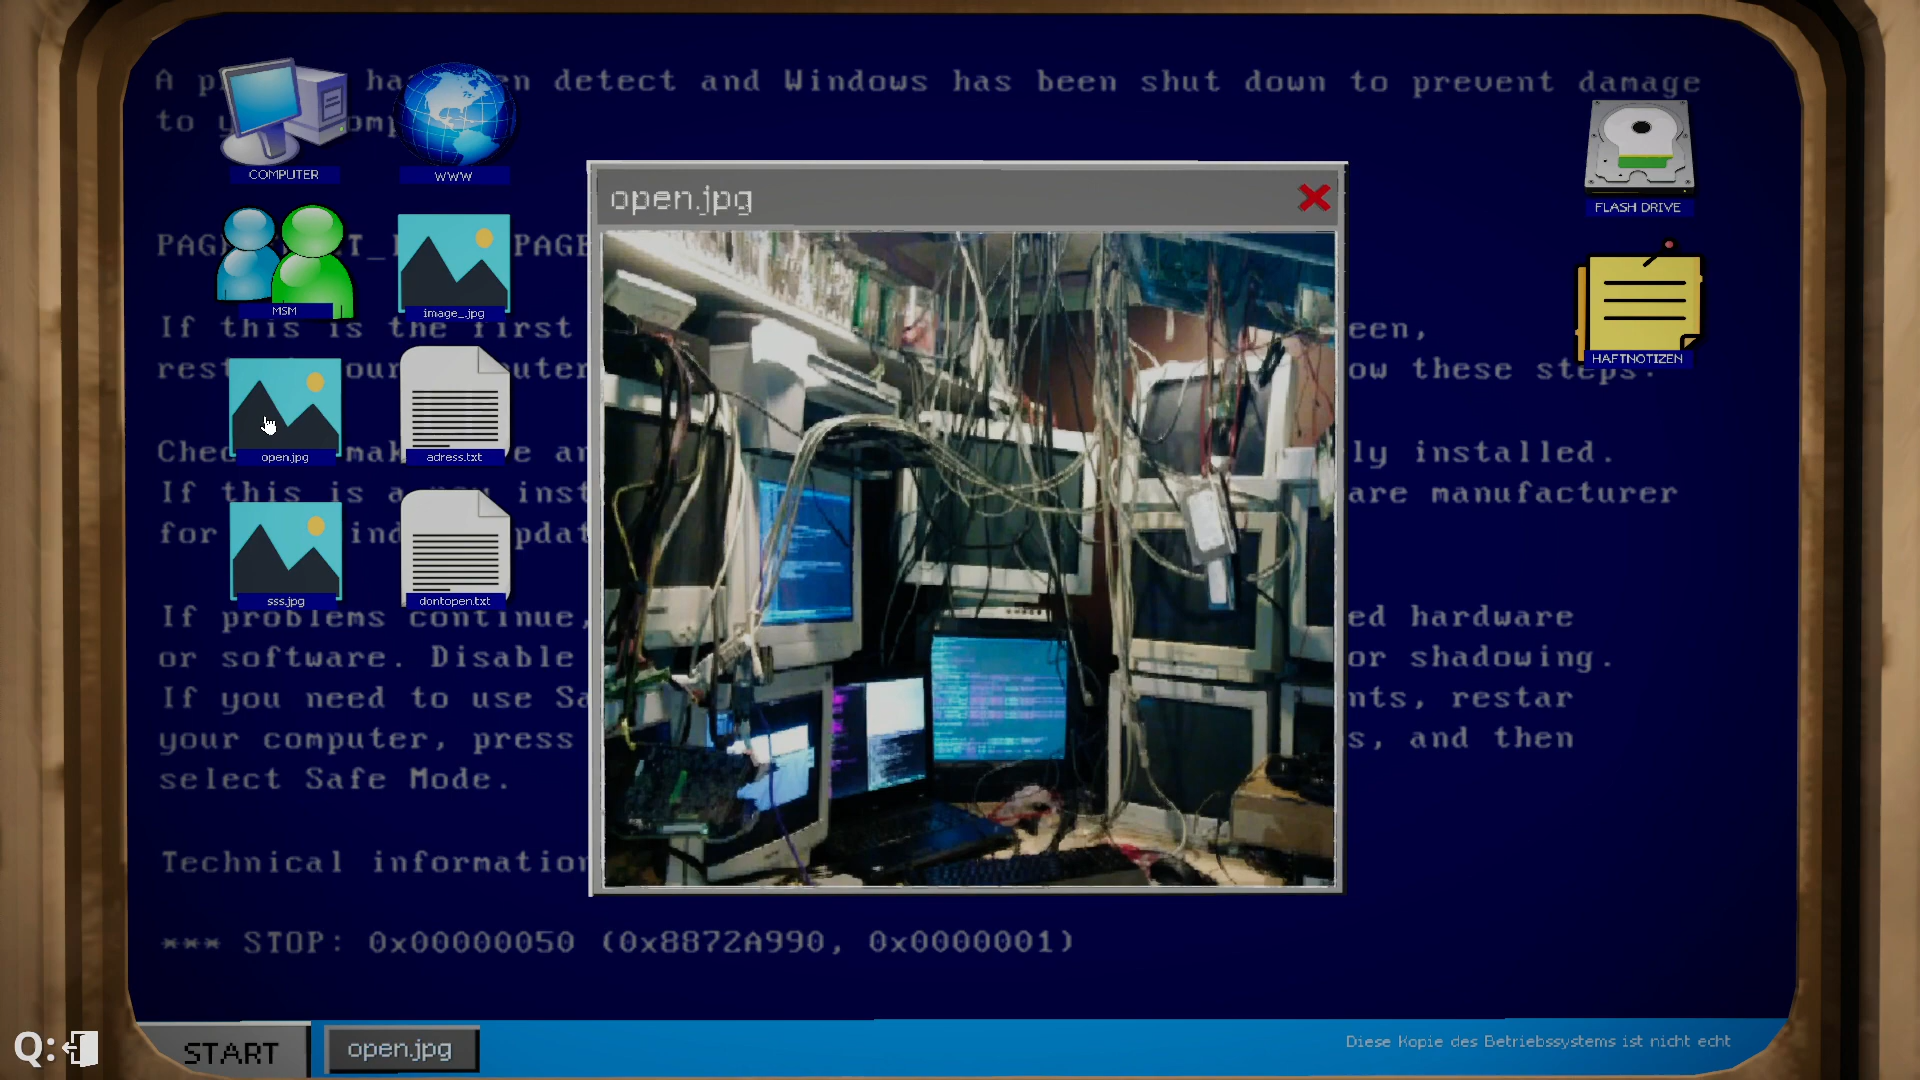 A p ha en detect and Windows has been shut down to prevent damage
to y omp
COMPUTER
WWW
FLASH DRIVE
open.jpg
MSM
image_.jpg
PAG T_ PAGE
HAFTNOTIZEN
If this is the first een,
rest our uter ow these steps:
open.jpg
adress.txt
Chec mak e an ly installed.
If this is a inst are manufacturer
for ind pdat
sss.jpg
dontopen.txt
If problems continue, ed hardware
or software. Disable or shadowing.
If you need to use Sa nts, restar
your computer, press s, and then
select Safe Mode.
Technical information
*** STOP: 0x00000050 (0x8872A990, 0x0000001)
Q:
START
open.jpg
Diese Kopie des Betriebssystems ist nicht echt